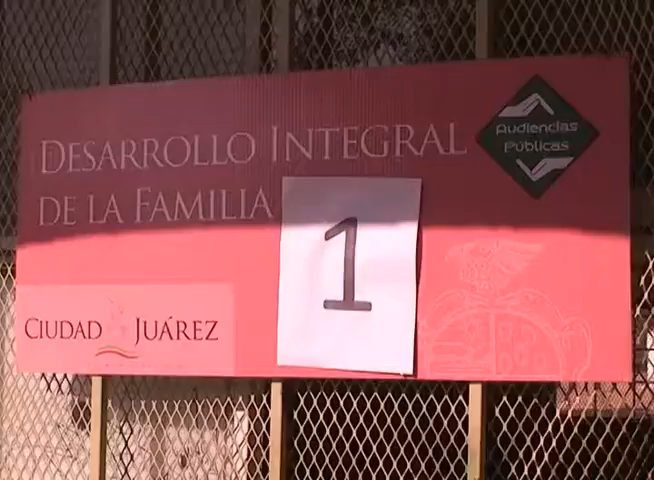 DESARROLLO INTEGRAL
DE LA FAMILIA
Audiencias
Públicas
1
CIUDAD JUÁREZ